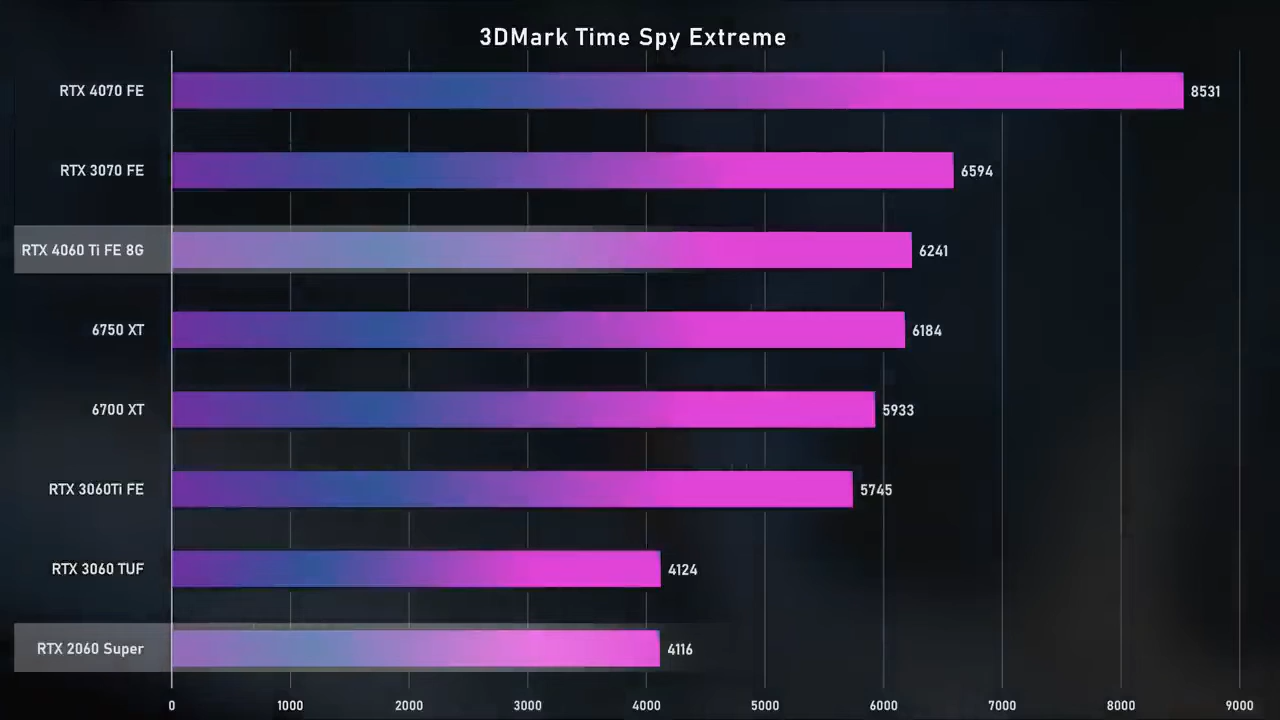 3DMark Time Spy Extreme
RTX 4070 FE 8531
RTX 3070 FE 6594
RTX 4060 Ti FE 8G 6241
6750 XT 6184
6700 XT 5933
RTX 3060Ti FE 5745
RTX 3060 TUF 4124
RTX 2060 Super 4116
0 1000 2000 3000 4000 5000 6000 7000 8000 9000